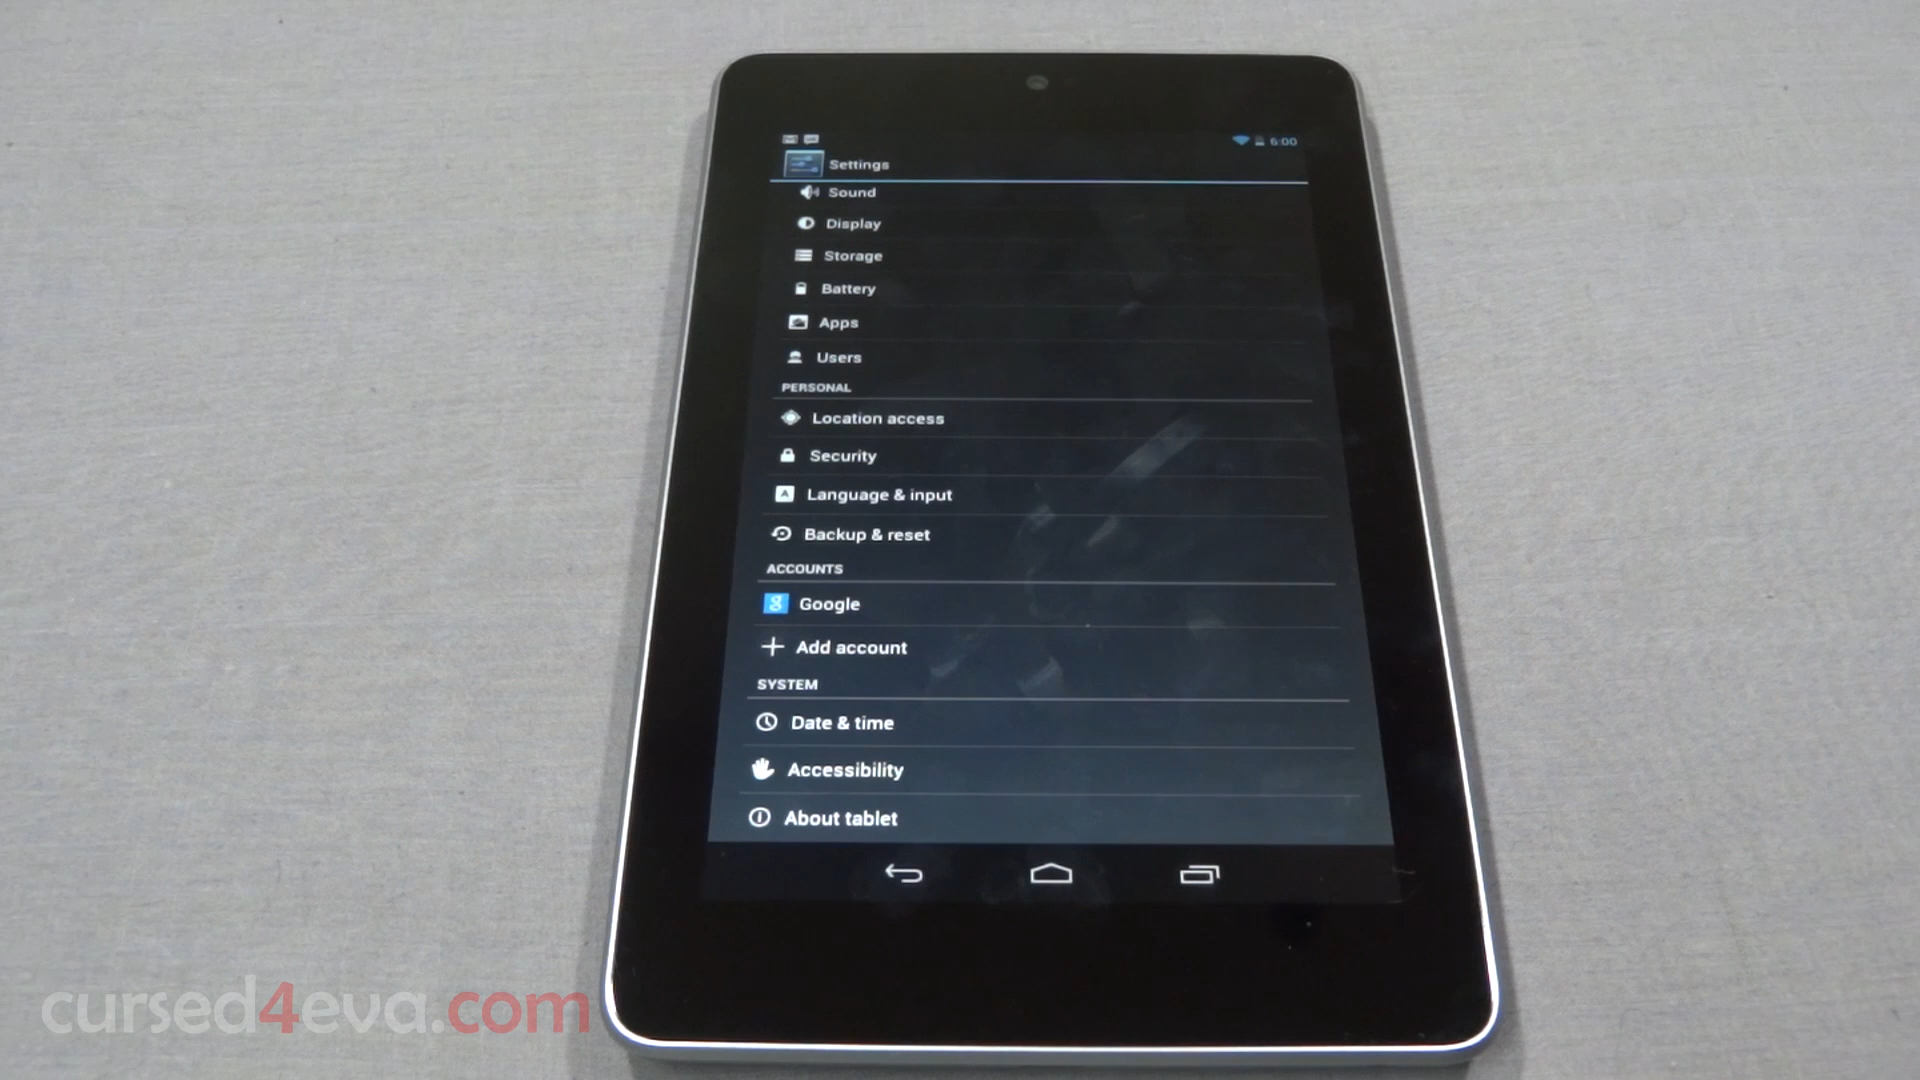 6:00
Settings
Sound
Display
Storage
Battery
Apps
Users
PERSONAL
Location access
Security
Language & input
Backup & reset
ACCOUNTS
Google
Add account
SYSTEM
Date & time
Accessibility
About tablet
cursed4eva.com